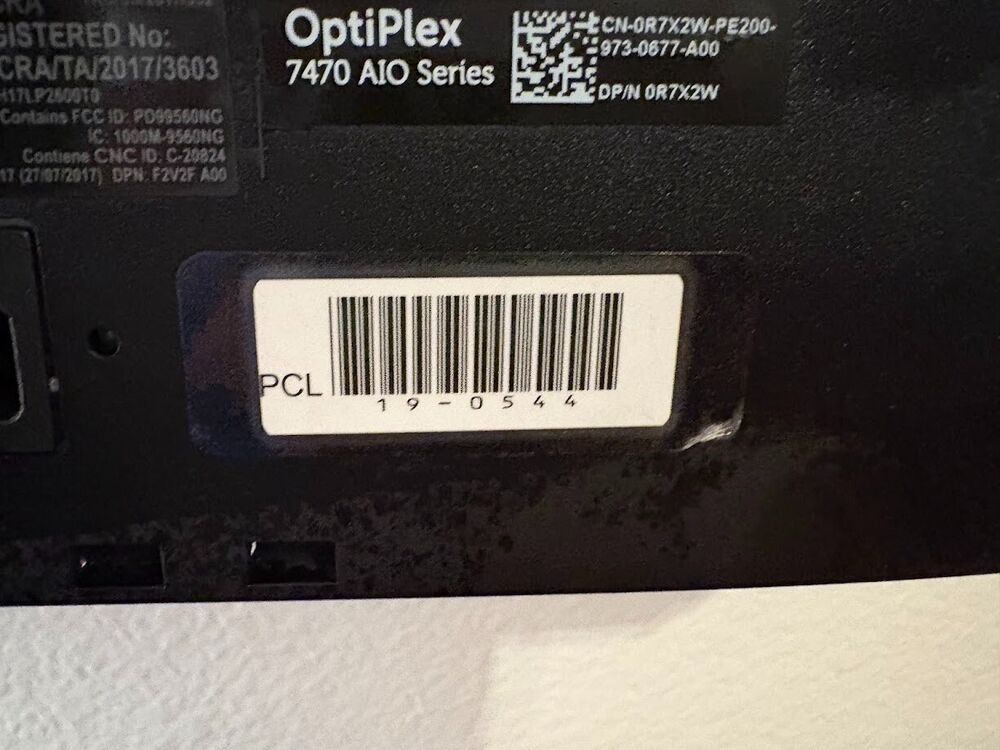 GISTERED No:
CRA/TA/2017/3603
H17LP2600T0
Contains FCC ID: PD99560NG
IC: 1000M-9560NG
Contiene CNC ID: C-20824
17 (27/07/2017) DPN: F2V2F A00
OptiPlex
7470 AIO Series
CN-0R7X2W-PE200-
973-0677-A00
DP/N 0R7X2W
PCL
19-0544